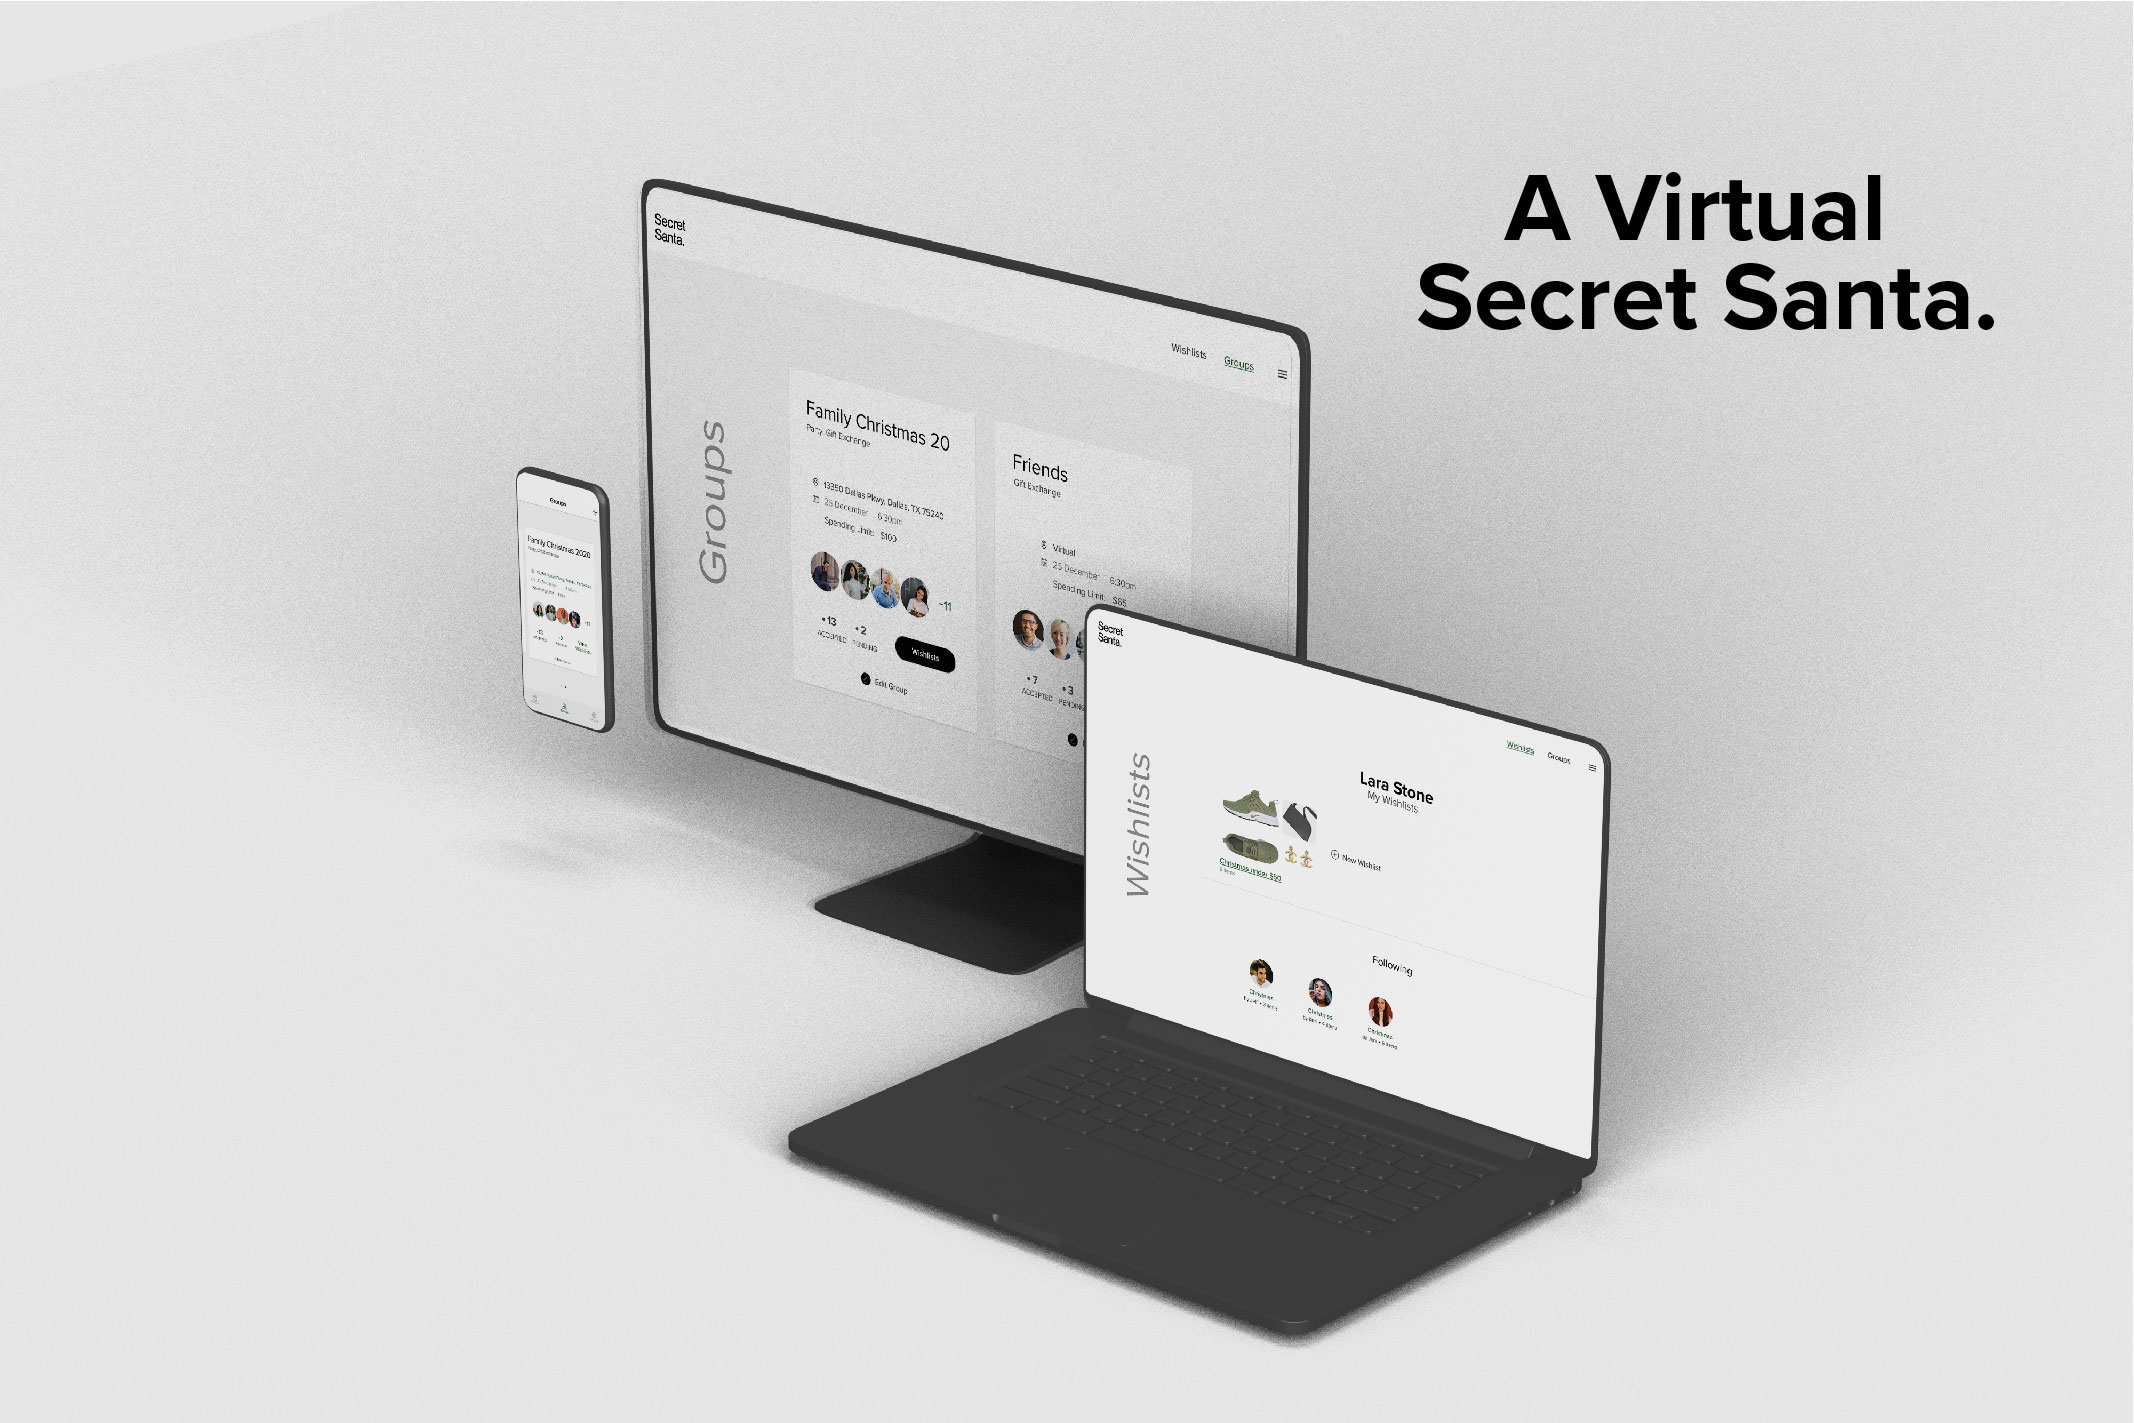 A Virtual
Secret Santa.
Secret
Santa.
Wishlists
Groups
Groups
Family Christmas 20
Party, Gift Exchange
13350 Dallas Pkwy, Dallas, TX 75240
25 December 6:30pm
Spending Limit: $100
+13
ACCEPTED
+2
PENDING
Wishlists
Edit Group
Friends
Gift Exchange
Virtual
25 December 6:30pm
Spending Limit: $65
+7
ACCEPTED
+3
Groups
Family Christmas 2020
Secret
Santa.
Wishlists
Groups
Wishlists
Lara Stone
My Wishlists
New Wishlist
Christmas under $50
Following
Christmas
Christmas
Christmas